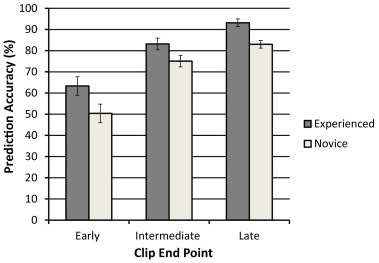 Prediction Accuracy (%)
100
90
80
70
60
50
40
30
20
10
0
Early
Intermediate
Late
Clip End Point
Experienced
Novice